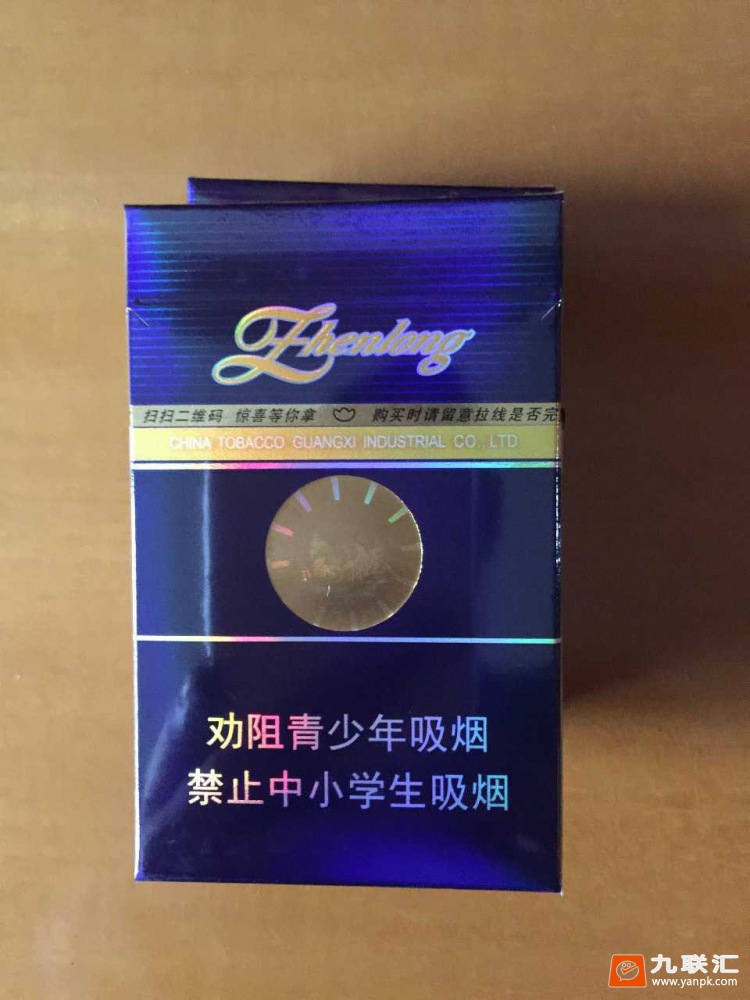 Zhenlong
扫扫二维码 惊喜等你拿 购买时请留意拉线是否完
CHINA TOBACCO GUANGXI INDUSTRIAL CO., LTD
劝阻青少年吸烟
禁止中小学生吸烟
九联汇
www.yanpk.com